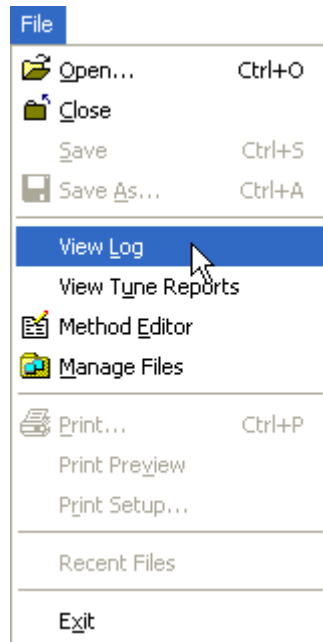 File
Open... Ctrl+O
Close
Save Ctrl+S
Save As... Ctrl+A
View Log
View Tune Reports
Method Editor
Manage Files
Print... Ctrl+P
Print Preview
Print Setup...
Recent Files
Exit